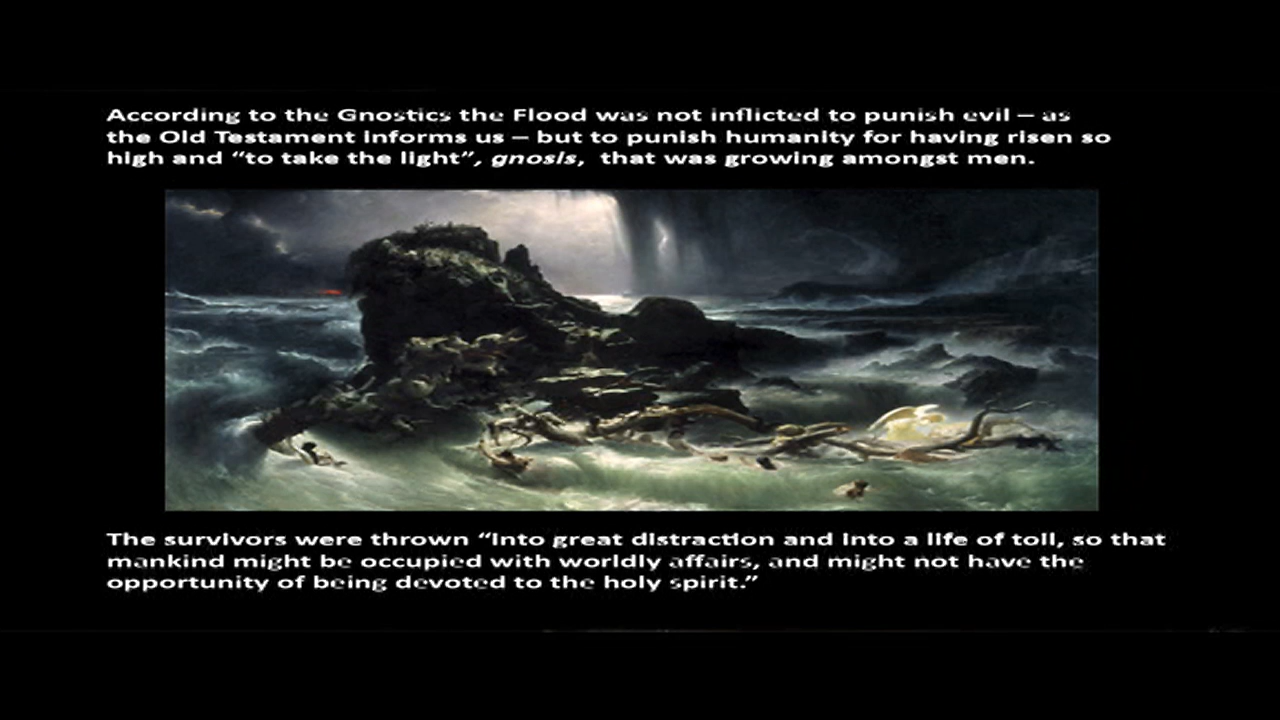 According to the Gnostics the Flood was not inflicted to punish evil – as
the Old Testament informs us – but to punish humanity for having risen so
high and “to take the light”, gnosis, that was growing amongst men.
The survivors were thrown “into great distraction and into a life of toil, so that
mankind might be occupied with worldly affairs, and might not have the
opportunity of being devoted to the holy spirit.”